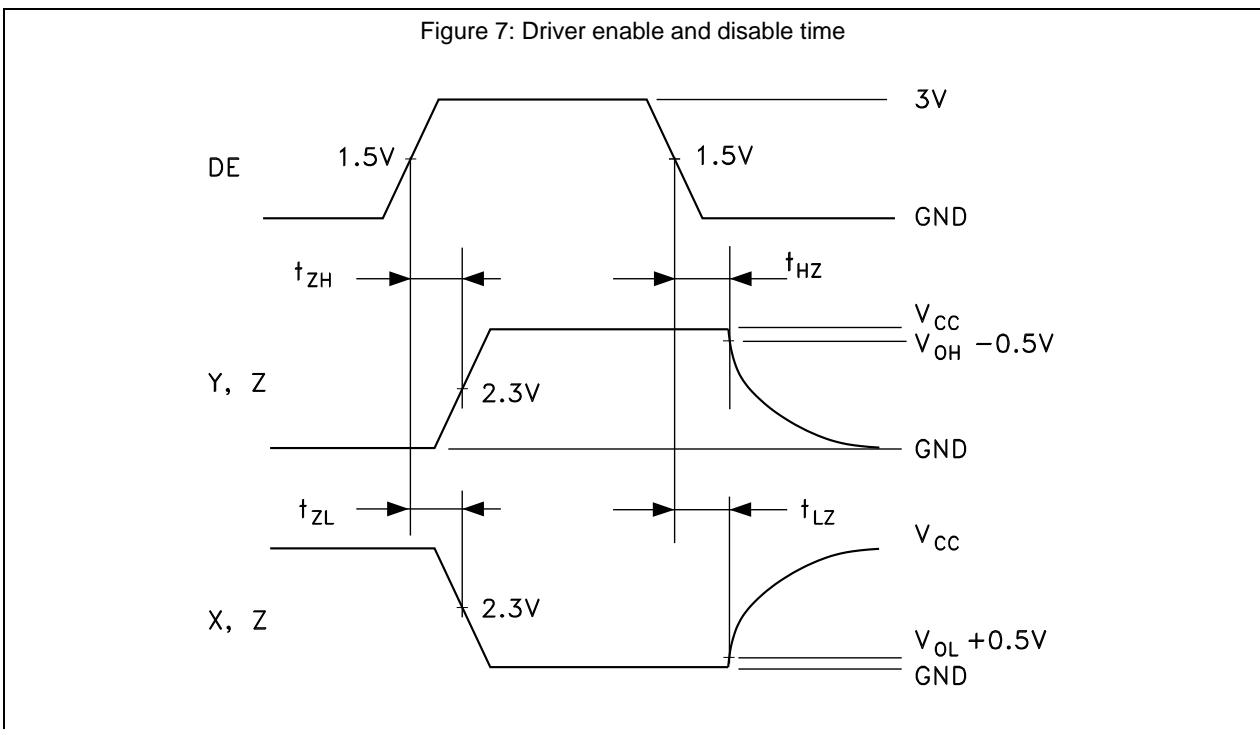 Figure 7: Driver enable and disable time
3V
1.5V
1.5V
DE
GND
tZH
tHZ
VCC
VOH −0.5V
Y, Z
2.3V
GND
tZL
tLZ
VCC
X, Z
2.3V
VOL +0.5V
GND